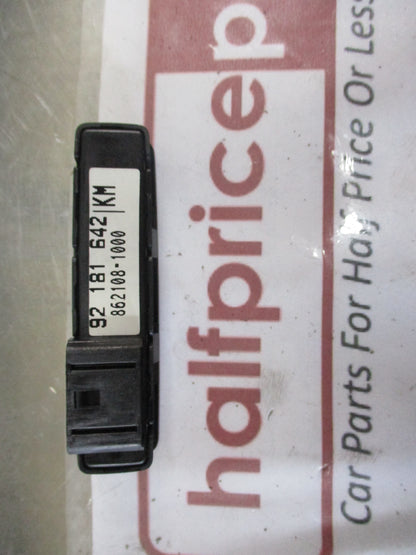 92 181 642 | KM
862108-1000
halfpricep
Car Parts For Half Price Or Less